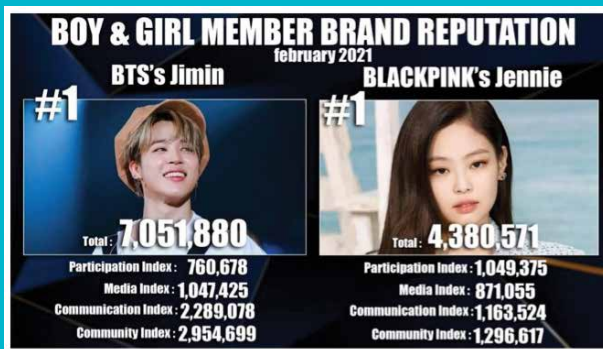 BOY & GIRL MEMBER BRAND REPUTATION
february 2021
BTS's Jimin
#1
Total : 7,051,880
Participation Index : 760,678
Media Index : 1,047,425
Communication Index : 2,289,078
Community Index : 2,954,699
BLACKPINK's Jennie
#1
Total : 4,380,571
Participation Index : 1,049,375
Media Index : 871,055
Communication Index : 1,163,524
Community Index : 1,296,617